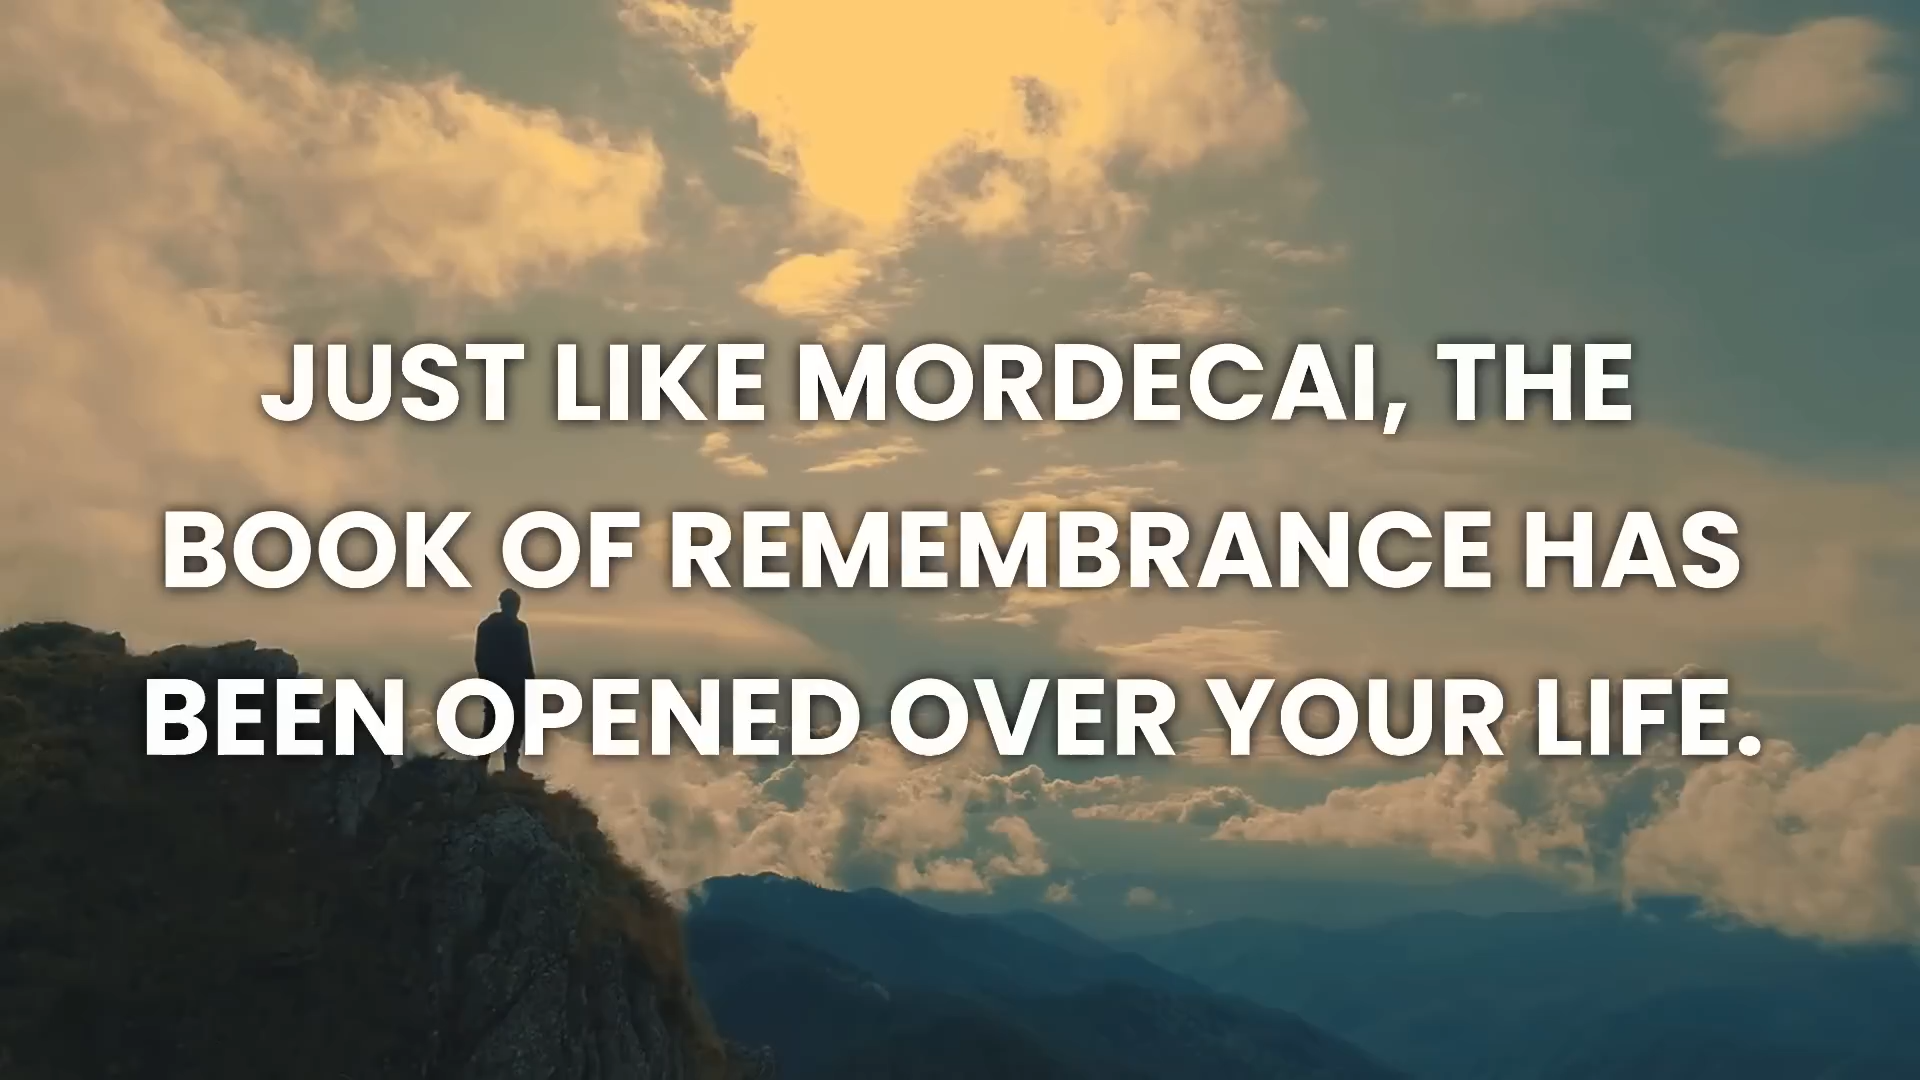 JUST LIKE MORDECAI, THE
BOOK OF REMEMBRANCE HAS
BEEN OPENED OVER YOUR LIFE.